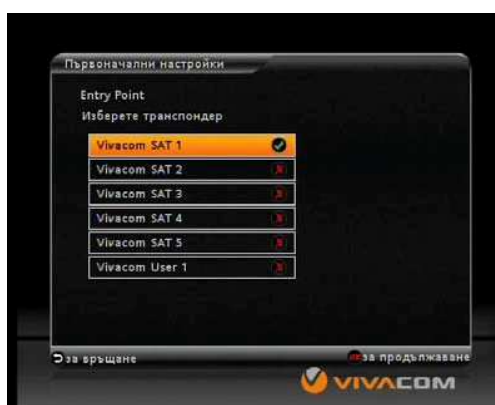 Първоначални настройки
Entry Point
Изберете транспондер
Vivacom SAT 1
Vivacom SAT 2
Vivacom SAT 3
Vivacom SAT 4
Vivacom SAT 5
Vivacom User 1
за връщане
за продължаване
VIVACOM